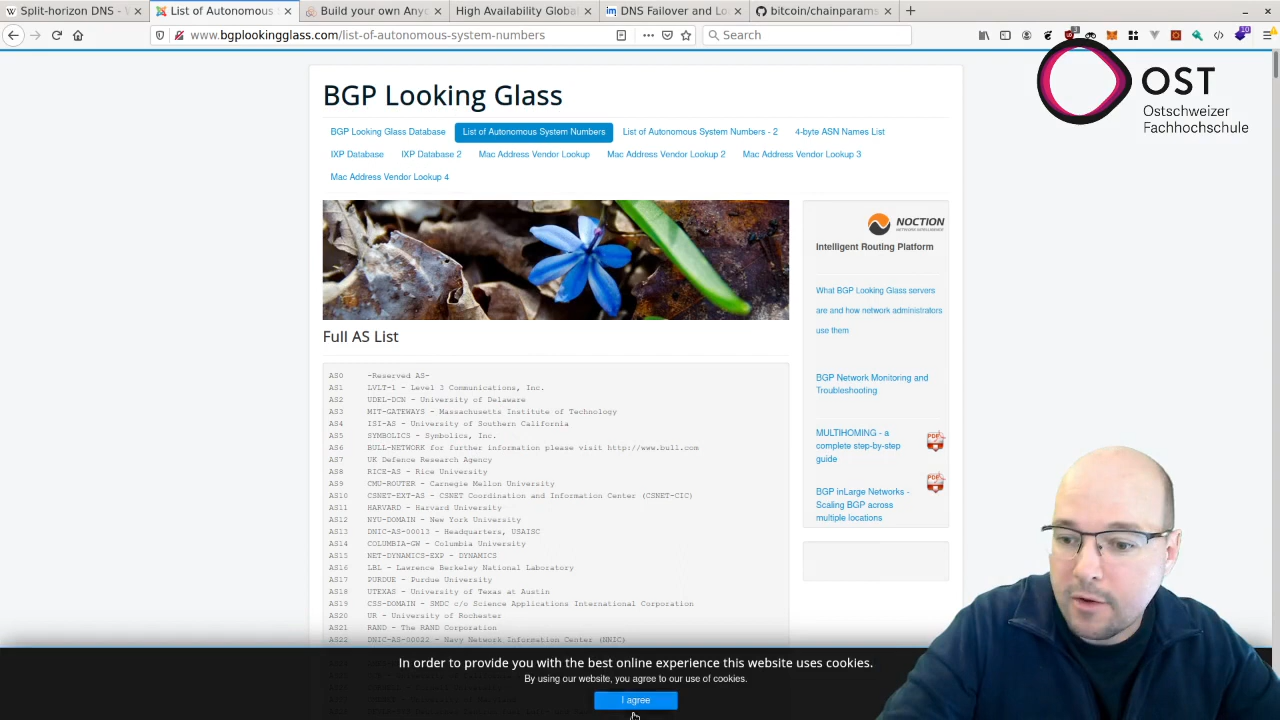 Split-horizon DNS - W
List of Autonomous
Build your own Any
High Availability Global
DNS Failover and Lo
bitcoin/chainparams
www.bgplookingglass.com/list-of-autonomous-system-numbers
Search
OST
Ostschweizer
Fachhochschule
BGP Looking Glass
BGP Looking Glass Database
List of Autonomous System Numbers
List of Autonomous System Numbers - 2
4-byte ASN Names List
IXP Database
IXP Database 2
Mac Address Vendor Lookup
Mac Address Vendor Lookup 2
Mac Address Vendor Lookup 3
Mac Address Vendor Lookup 4
NOCTION
Intelligent Routing Platform
What BGP Looking Glass servers
are and how network administrators
use them
BGP Network Monitoring and
Troubleshooting
MULTIHOMING - a
complete step-by-step
guide
BGP inLarge Networks -
Scaling BGP across
multiple locations
Full AS List
AS0 -Reserved AS-
AS1 LVLT-1 - Level 3 Communications, Inc.
AS2 UDEL-DCN - University of Delaware
AS3 MIT-GATEWAYS - Massachusetts Institute of Technology
AS4 ISI-AS - University of Southern California
AS5 SYMBOLICS - Symbolics, Inc.
AS6 BULL-NETWORK for further information please visit http://www.bull.com
AS7 UK Defence Research Agency
AS8 RICE-AS - Rice University
AS9 CMU-ROUTER - Carnegie Mellon University
AS10 CSNET-EXT-AS - CSNET Coordination and Information Center (CSNET-CIC)
AS11 HARVARD - Harvard University
AS12 NYU-DOMAIN - New York University
AS13 DNIC-AS-00013 - Headquarters, USAISC
AS14 COLUMBIA-GW - Columbia University
AS15 NET-DYNAMICS-EXP - DYNAMICS
AS16 LBL - Lawrence Berkeley National Laboratory
AS17 PURDUE - Purdue University
AS18 UTEXAS - University of Texas at Austin
AS19 CSS-DOMAIN - SMDC c/o Science Applications International Corporation
AS20 UR - University of Rochester
AS21 RAND - The RAND Corporation
AS22 DNIC-AS-00022 - Navy Network Information Center (NNIC)
In order to provide you with the best online experience this website uses cookies.
By using our website, you agree to our use of cookies.
I agree